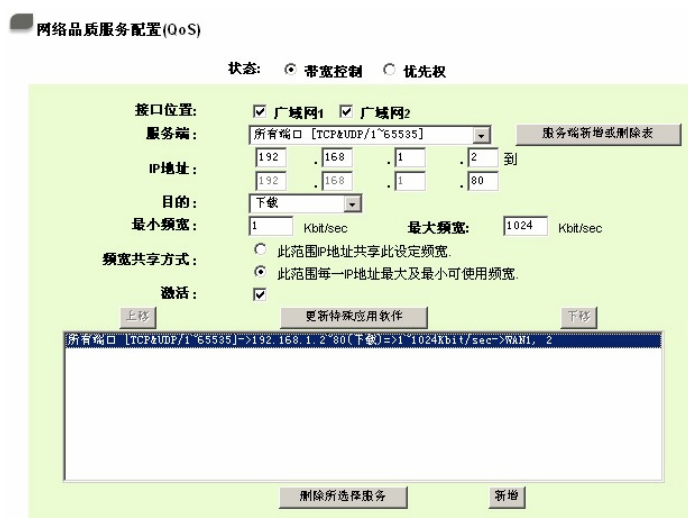 网络品质服务配置(QoS)
状态: 带宽控制 优先权
接口位置: 广域网1 广域网2
服务端: 所有端口 [TCP&UDP/1~65535] 服务端新增或删除表
IP地址: 192 . 168 . 1 . 2 到
192 . 168 . 1 . 80
目的: 下载
最小频宽: 1 Kbit/sec 最大频宽: 1024 Kbit/sec
频宽共享方式: 此范围IP地址共享此设定频宽.
此范围每一IP地址最大及最小可使用频宽.
激活:
上移 更新特殊应用软件 下移
所有端口 [TCP&UDP/1~65535]->192.168.1.2~80(下载)=>1~1024Kbit/sec->WAN1, 2
删除所选择服务 新增